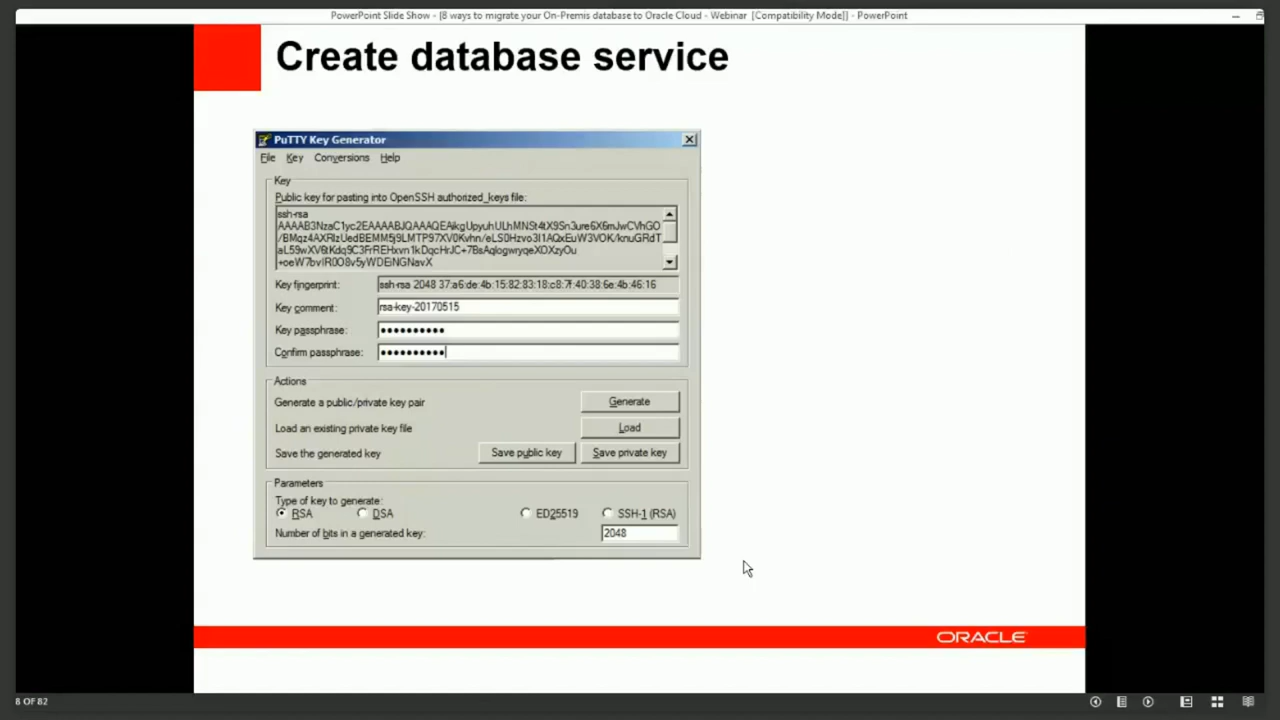 PowerPoint Slide Show - [8 ways to migrate your On-Premis database to Oracle Cloud - Webinar [Compatibility Mode]] - PowerPoint
Create database service
PuTTY Key Generator
File Key Conversions Help
Key
Public key for pasting into OpenSSH authorized_keys file:
ssh-rsa
Key fingerprint: ssh-rsa 2048 37:a6:de:4b:15:82:83:18:c8:7f:40:38:6e:4b:46:16
Key comment: rsa-key-20170515
Key passphrase: ••••••••••
Confirm passphrase: ••••••••••
Actions
Generate a public/private key pair Generate
Load an existing private key file Load
Save the generated key Save public key Save private key
Parameters
Type of key to generate:
RSA DSA ED25519 SSH-1 (RSA)
Number of bits in a generated key: 2048
ORACLE
8 OF 82